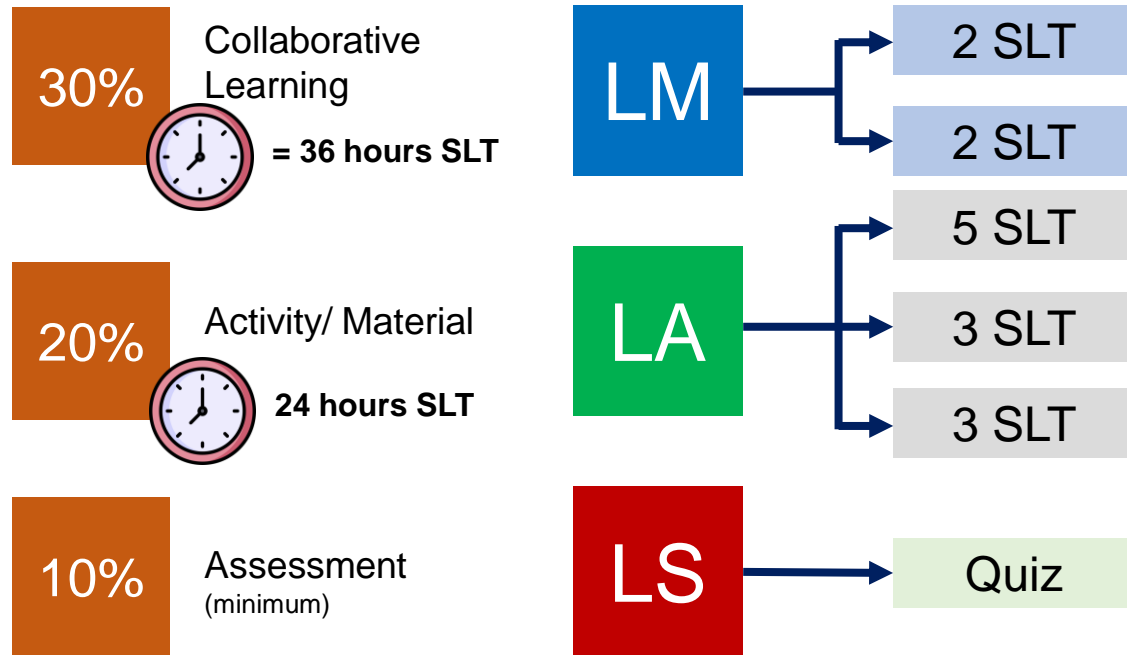 30%
Collaborative
Learning
= 36 hours SLT
20%
Activity/ Material
24 hours SLT
10%
Assessment
(minimum)
LM
2 SLT
2 SLT
LA
5 SLT
3 SLT
3 SLT
LS
Quiz